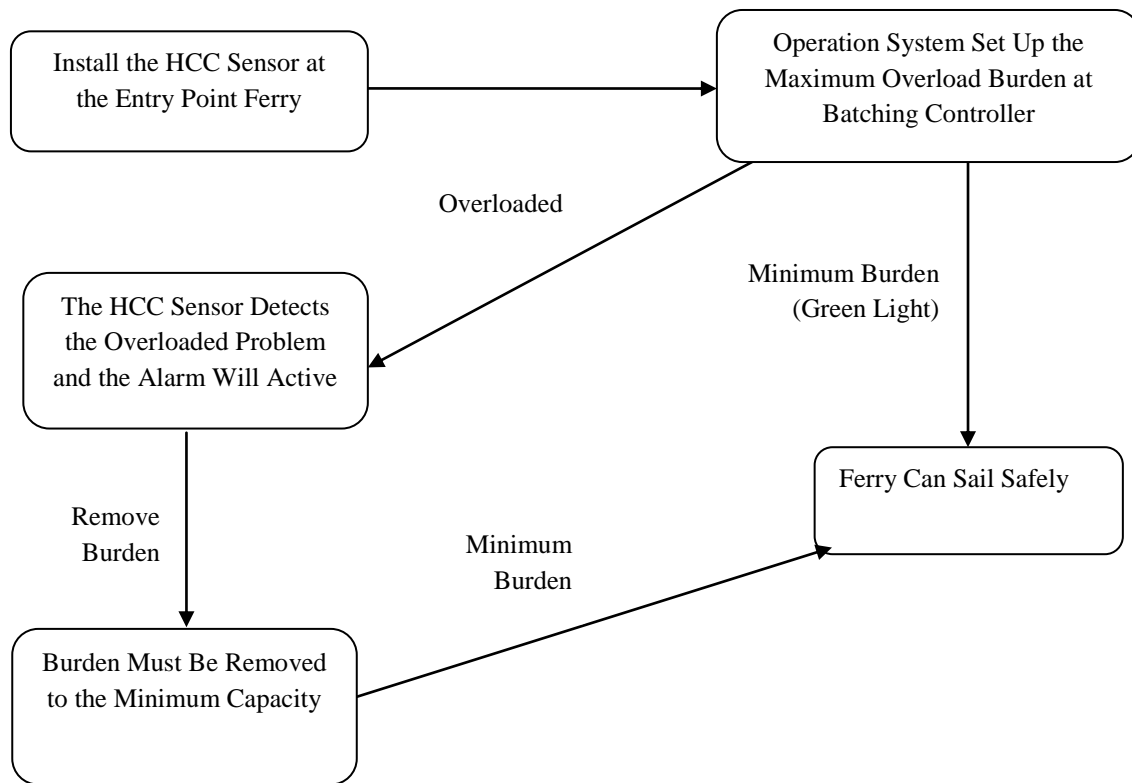 Install the HCC Sensor at
the Entry Point Ferry
Operation System Set Up the
Maximum Overload Burden at
Batching Controller
Overloaded
Minimum Burden
(Green Light)
The HCC Sensor Detects
the Overloaded Problem
and the Alarm Will Active
Ferry Can Sail Safely
Remove
Burden
Minimum
Burden
Burden Must Be Removed
to the Minimum Capacity